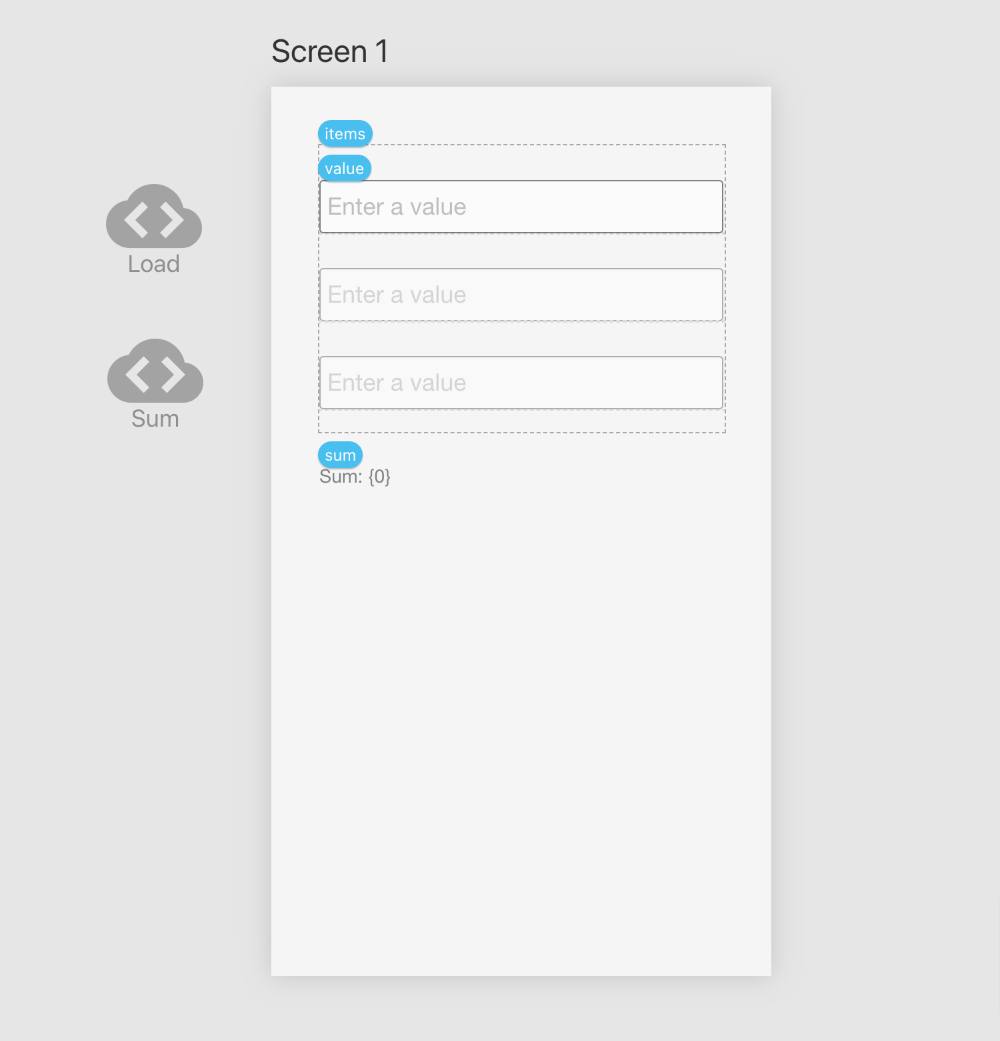 Screen 1
items
value
Enter a value
Load
Enter a value
Enter a value
Sum
sum
Sum: {0}